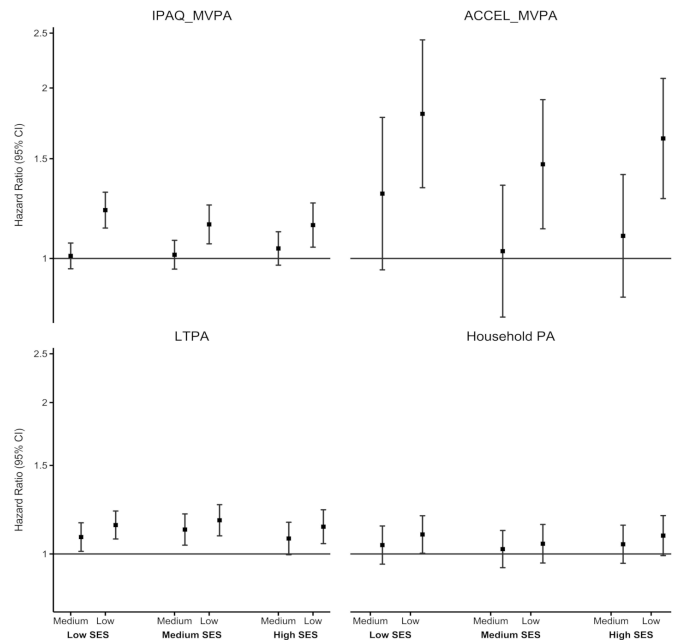 IPAQ_MVPA
ACCEL_MVPA
2.5
2
1.5
1
Hazard Ratio (95% CI)
LTPA
Household PA
2.5
2
1.5
1
Hazard Ratio (95% CI)
Medium Low Medium Low Medium Low Medium Low Medium Low Medium Low
Low SES Medium SES High SES Low SES Medium SES High SES